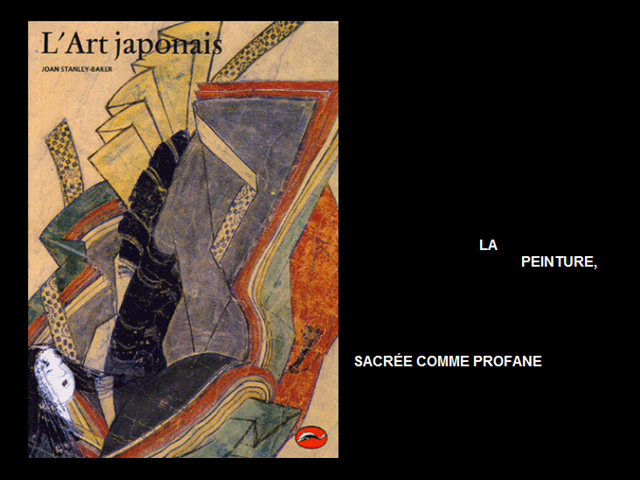 L'Art japonais
JOAN STANLEY-BAKER
LA
PEINTURE,
SACRÉE COMME PROFANE